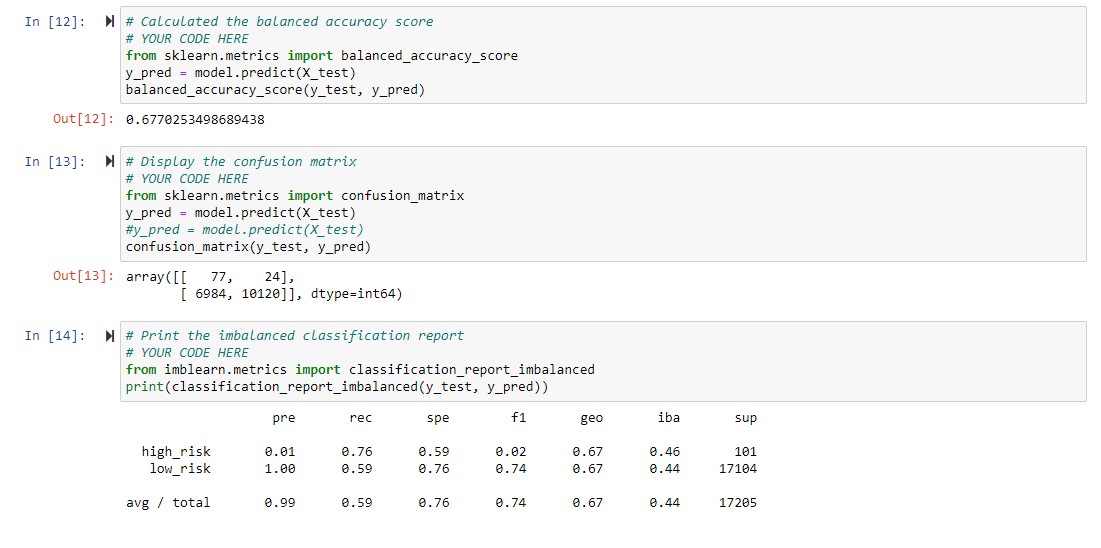 In [12]: # Calculated the balanced accuracy score
# YOUR CODE HERE
from sklearn.metrics import balanced_accuracy_score
y_pred = model.predict(X_test)
balanced_accuracy_score(y_test, y_pred)
Out[12]: 0.6770253498689438
In [13]: # Display the confusion matrix
# YOUR CODE HERE
from sklearn.metrics import confusion_matrix
y_pred = model.predict(X_test)
#y_pred = model.predict(X_test)
confusion_matrix(y_test, y_pred)
Out[13]: array([[   77,    24],
       [ 6984, 10120]], dtype=int64)
In [14]: # Print the imbalanced classification report
# YOUR CODE HERE
from imblearn.metrics import classification_report_imbalanced
print(classification_report_imbalanced(y_test, y_pred))
pre rec spe f1 geo iba sup
high_risk 0.01 0.76 0.59 0.02 0.67 0.46 101
low_risk 1.00 0.59 0.76 0.74 0.67 0.44 17104
avg / total 0.99 0.59 0.76 0.74 0.67 0.44 17205